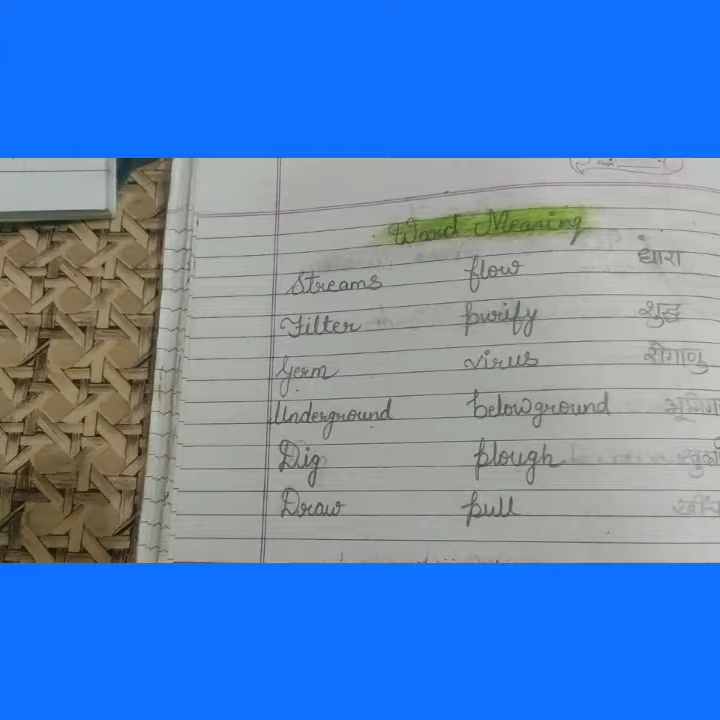 Word Meaning
Streams flow धारा
Filter purify शुद्ध
Germ virus रोगाणु
Underground belowground
Dig plough
Draw pull